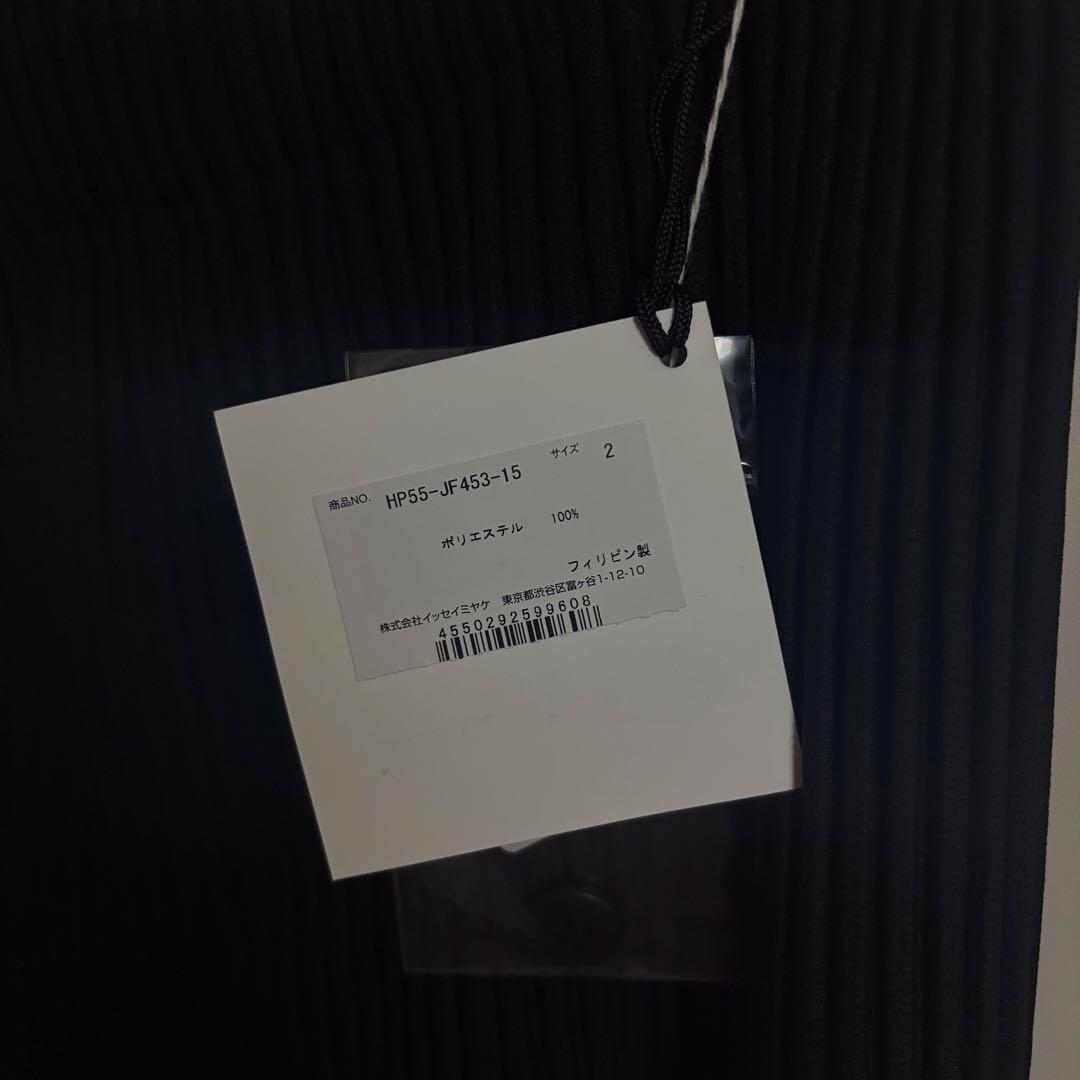 商品NO. HP55-JF453-15 サイズ 2
ポリエステル 100%
フィリピン製
株式会社イッセイミヤケ 東京都渋谷区富ヶ谷1-12-10
4550292599608